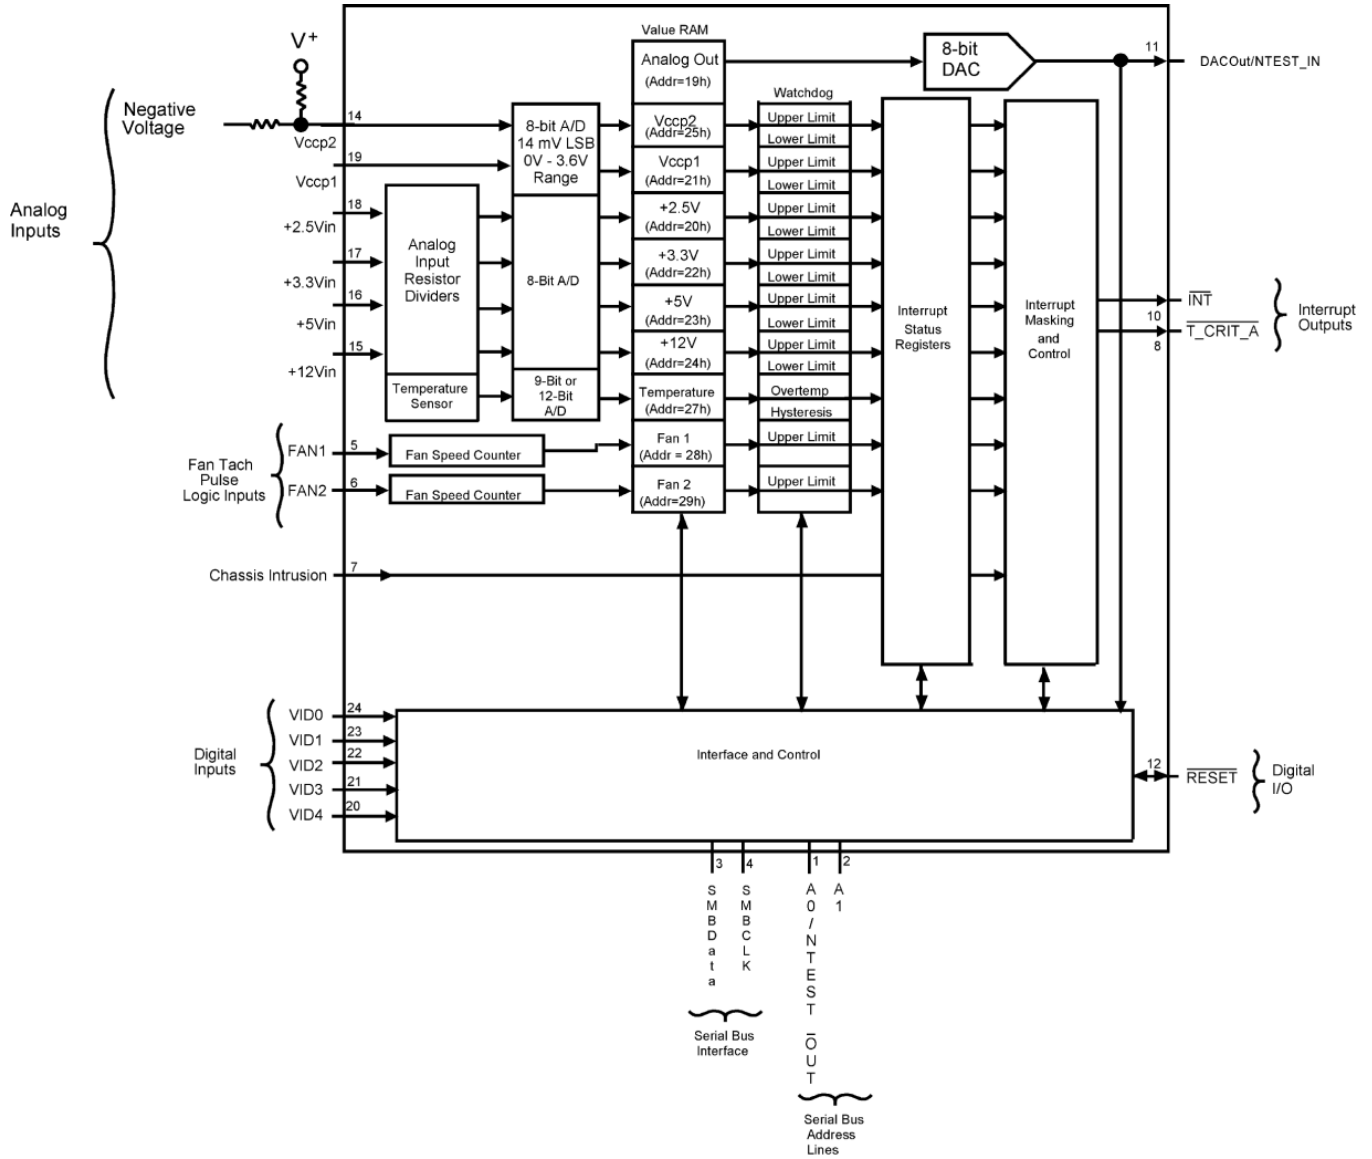 Value RAM
V+
Analog Out
(Addr=19h)
8-bit
DAC
11
DACOut/NTEST_IN
Negative
Voltage
14
Vccp2
19
Vccp1
8-bit A/D
14 mV LSB
0V - 3.6V
Range
Vccp2
(Addr=25h)
Vccp1
(Addr=21h)
+2.5V
(Addr=20h)
+3.3V
(Addr=22h)
+5V
(Addr=23h)
+12V
(Addr=24h)
Temperature
(Addr=27h)
Fan 1
(Addr = 28h)
Fan 2
(Addr=29h)
Watchdog
Upper Limit
Lower Limit
Upper Limit
Lower Limit
Upper Limit
Lower Limit
Upper Limit
Lower Limit
Upper Limit
Lower Limit
Upper Limit
Lower Limit
Overtemp
Hysteresis
Upper Limit
Upper Limit
Analog
Inputs
18
+2.5Vin
17
+3.3Vin
16
+5Vin
15
+12Vin
Analog
Input
Resistor
Dividers
8-Bit A/D
Temperature
Sensor
9-Bit or
12-Bit
A/D
Interrupt
Status
Registers
Interrupt
Masking
and
Control
INT
10
T_CRIT_A
8
Interrupt
Outputs
Fan Tach
Pulse
Logic Inputs
FAN1
5
Fan Speed Counter
FAN2
6
Fan Speed Counter
Chassis Intrusion
7
Digital
Inputs
VID0
24
VID1
23
VID2
22
VID3
21
VID4
20
Interface and Control
12
RESET
Digital
I/O
3
4
1
2
SMBData
SMBCLK
A0/NTEST_OUT
A1
Serial Bus
Interface
Serial Bus
Address
Lines